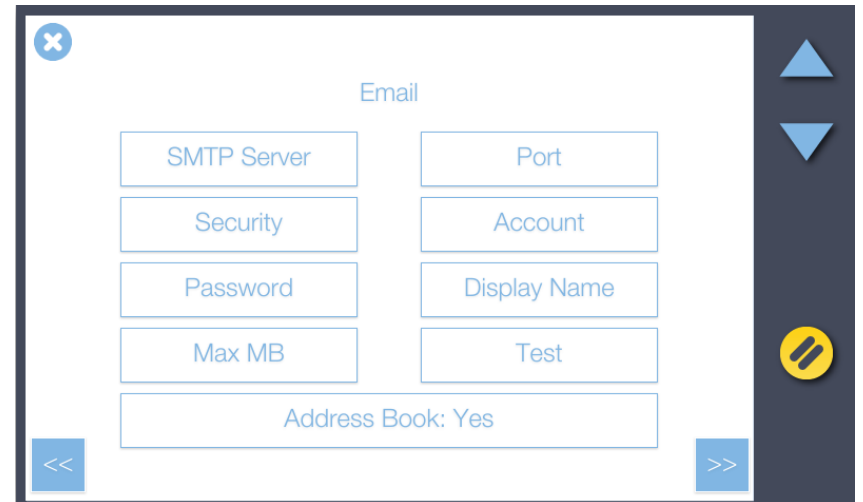 Email
SMTP Server
Port
Security
Account
Password
Display Name
Max MB
Test
Address Book: Yes
<<
>>